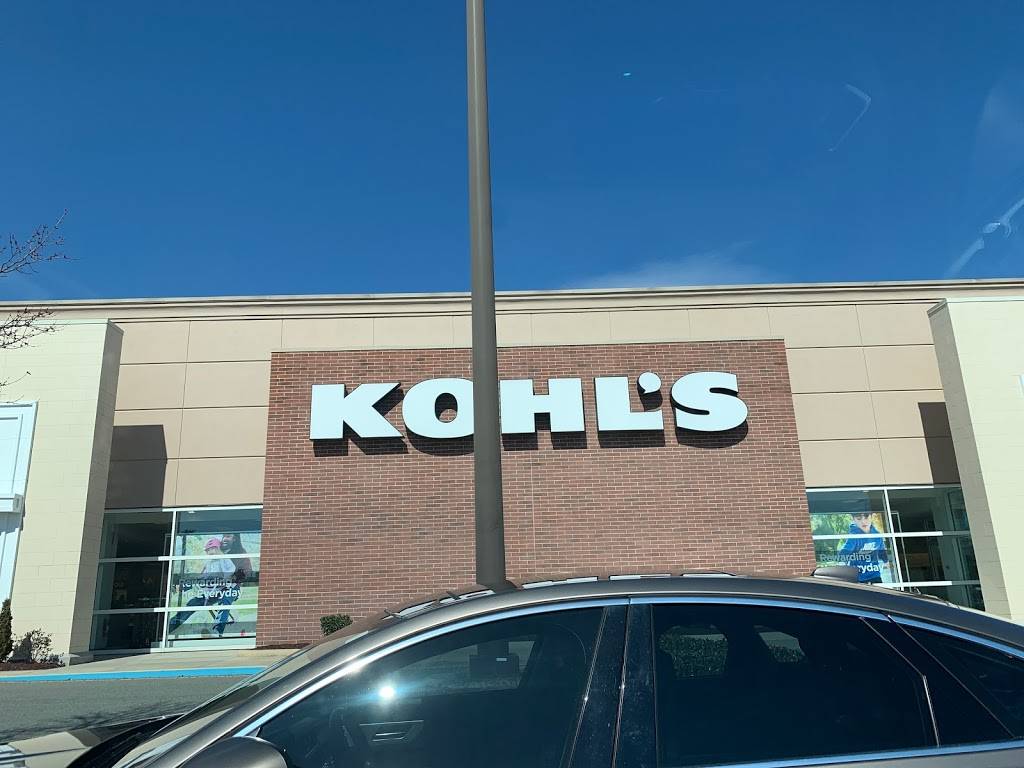 KOHL'S
Rewarding
the Everyday
Rewarding
Everyday